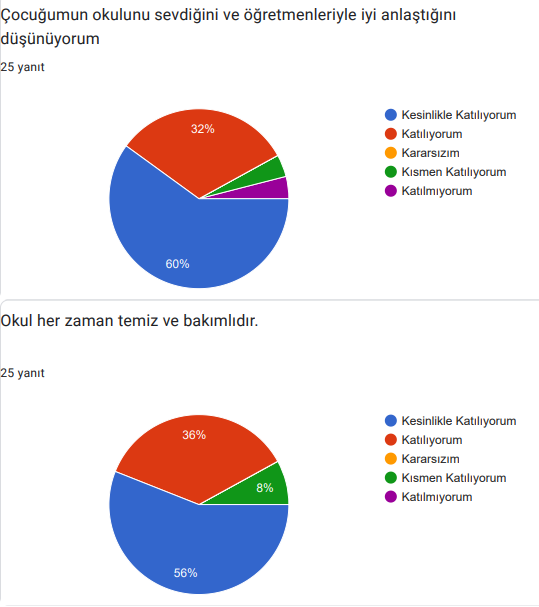 Çocuğumun okulunu sevdiğini ve öğretmenleriyle iyi anlaştığını
düşünüyorum
25 yanıt
Kesinlikle Katılıyorum
Katılıyorum
Kararsızım
Kısmen Katılıyorum
Katılmıyorum
32%
60%
Okul her zaman temiz ve bakımlıdır.
25 yanıt
Kesinlikle Katılıyorum
Katılıyorum
Kararsızım
Kısmen Katılıyorum
Katılmıyorum
36%
8%
56%